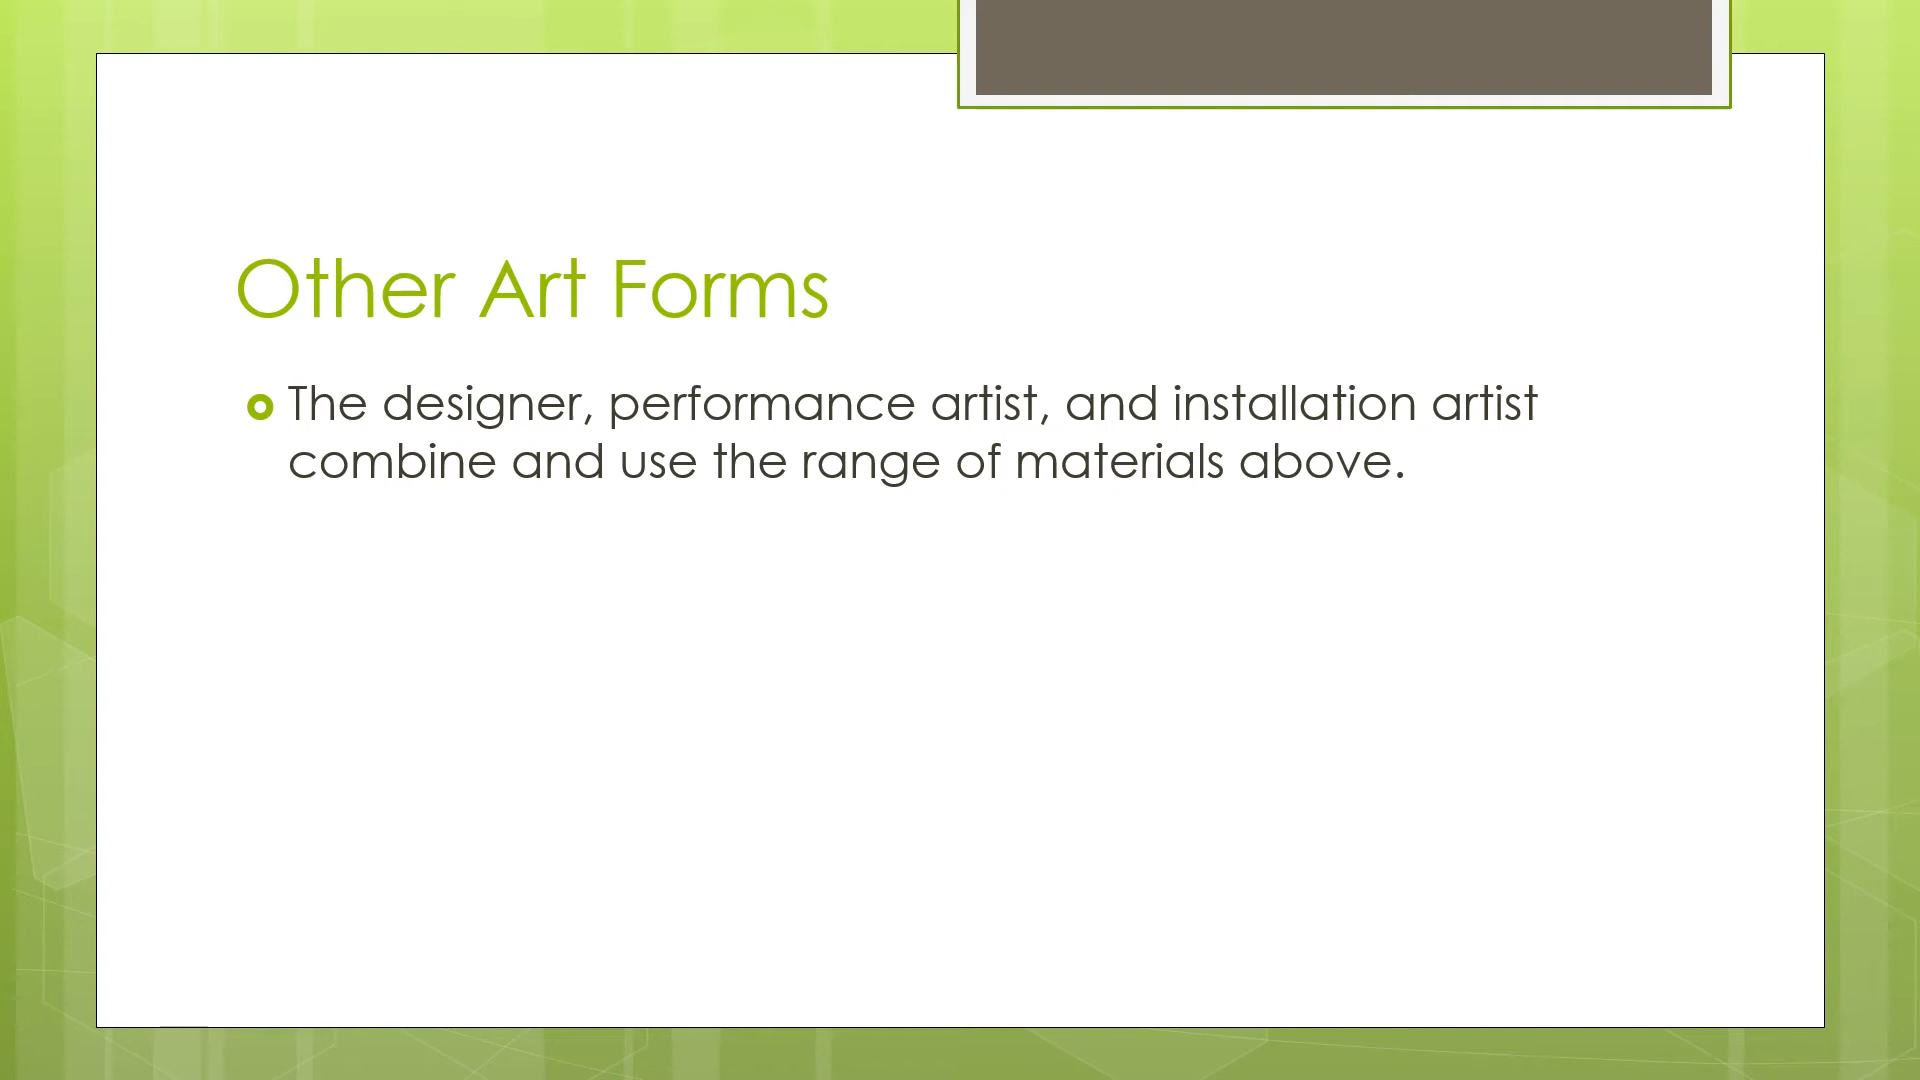 Other Art Forms
The designer, performance artist, and installation artist
combine and use the range of materials above.